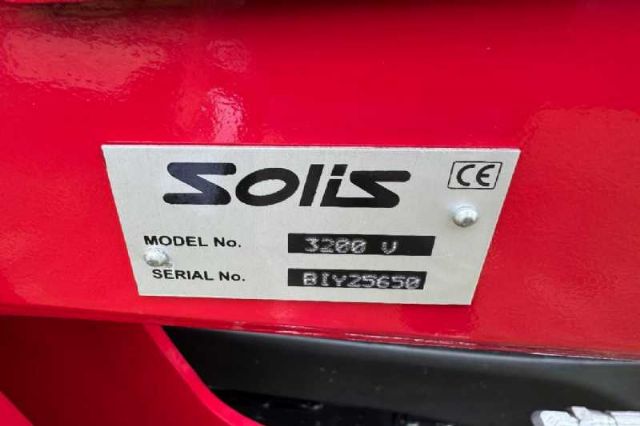 Solis
CE
MODEL No. 3200 V
SERIAL No. BIY25650